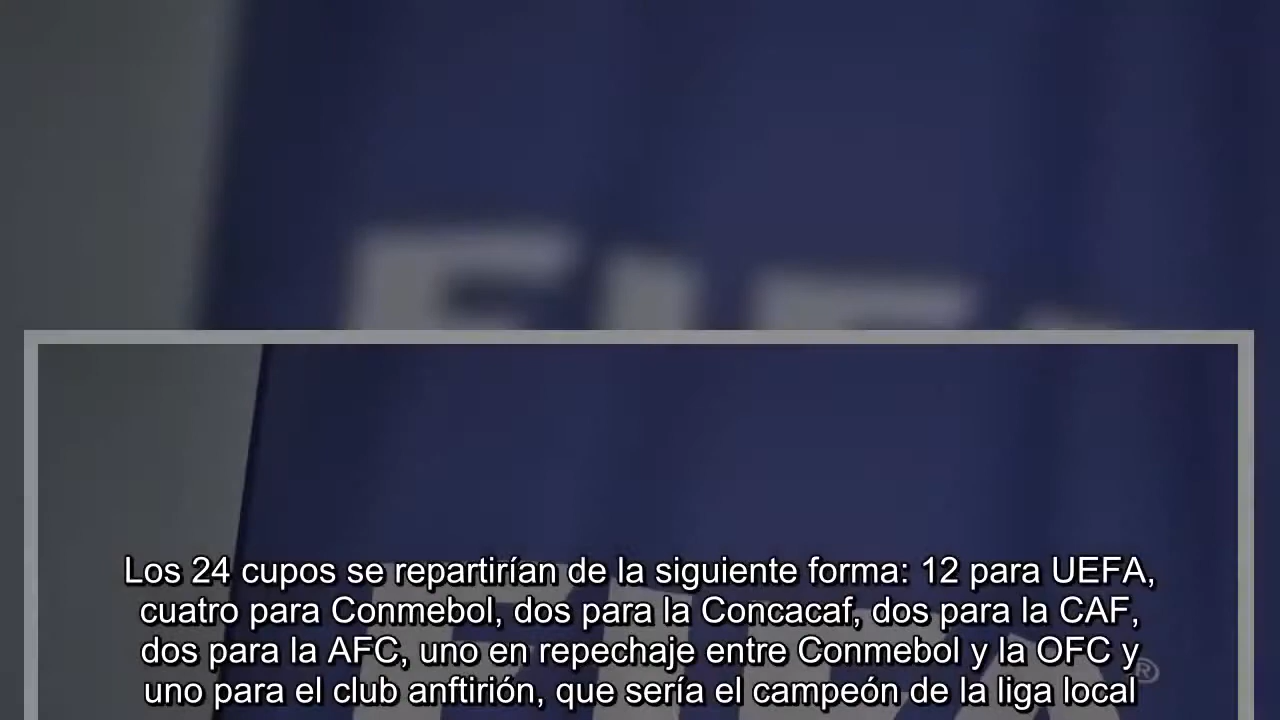 FIFA
Los 24 cupos se repartirían de la siguiente forma: 12 para UEFA,
cuatro para Conmebol, dos para la Concacaf, dos para la CAF,
dos para la AFC, uno en repechaje entre Conmebol y la OFC y
uno para el club anftirión, que sería el campeón de la liga local
FIFA®